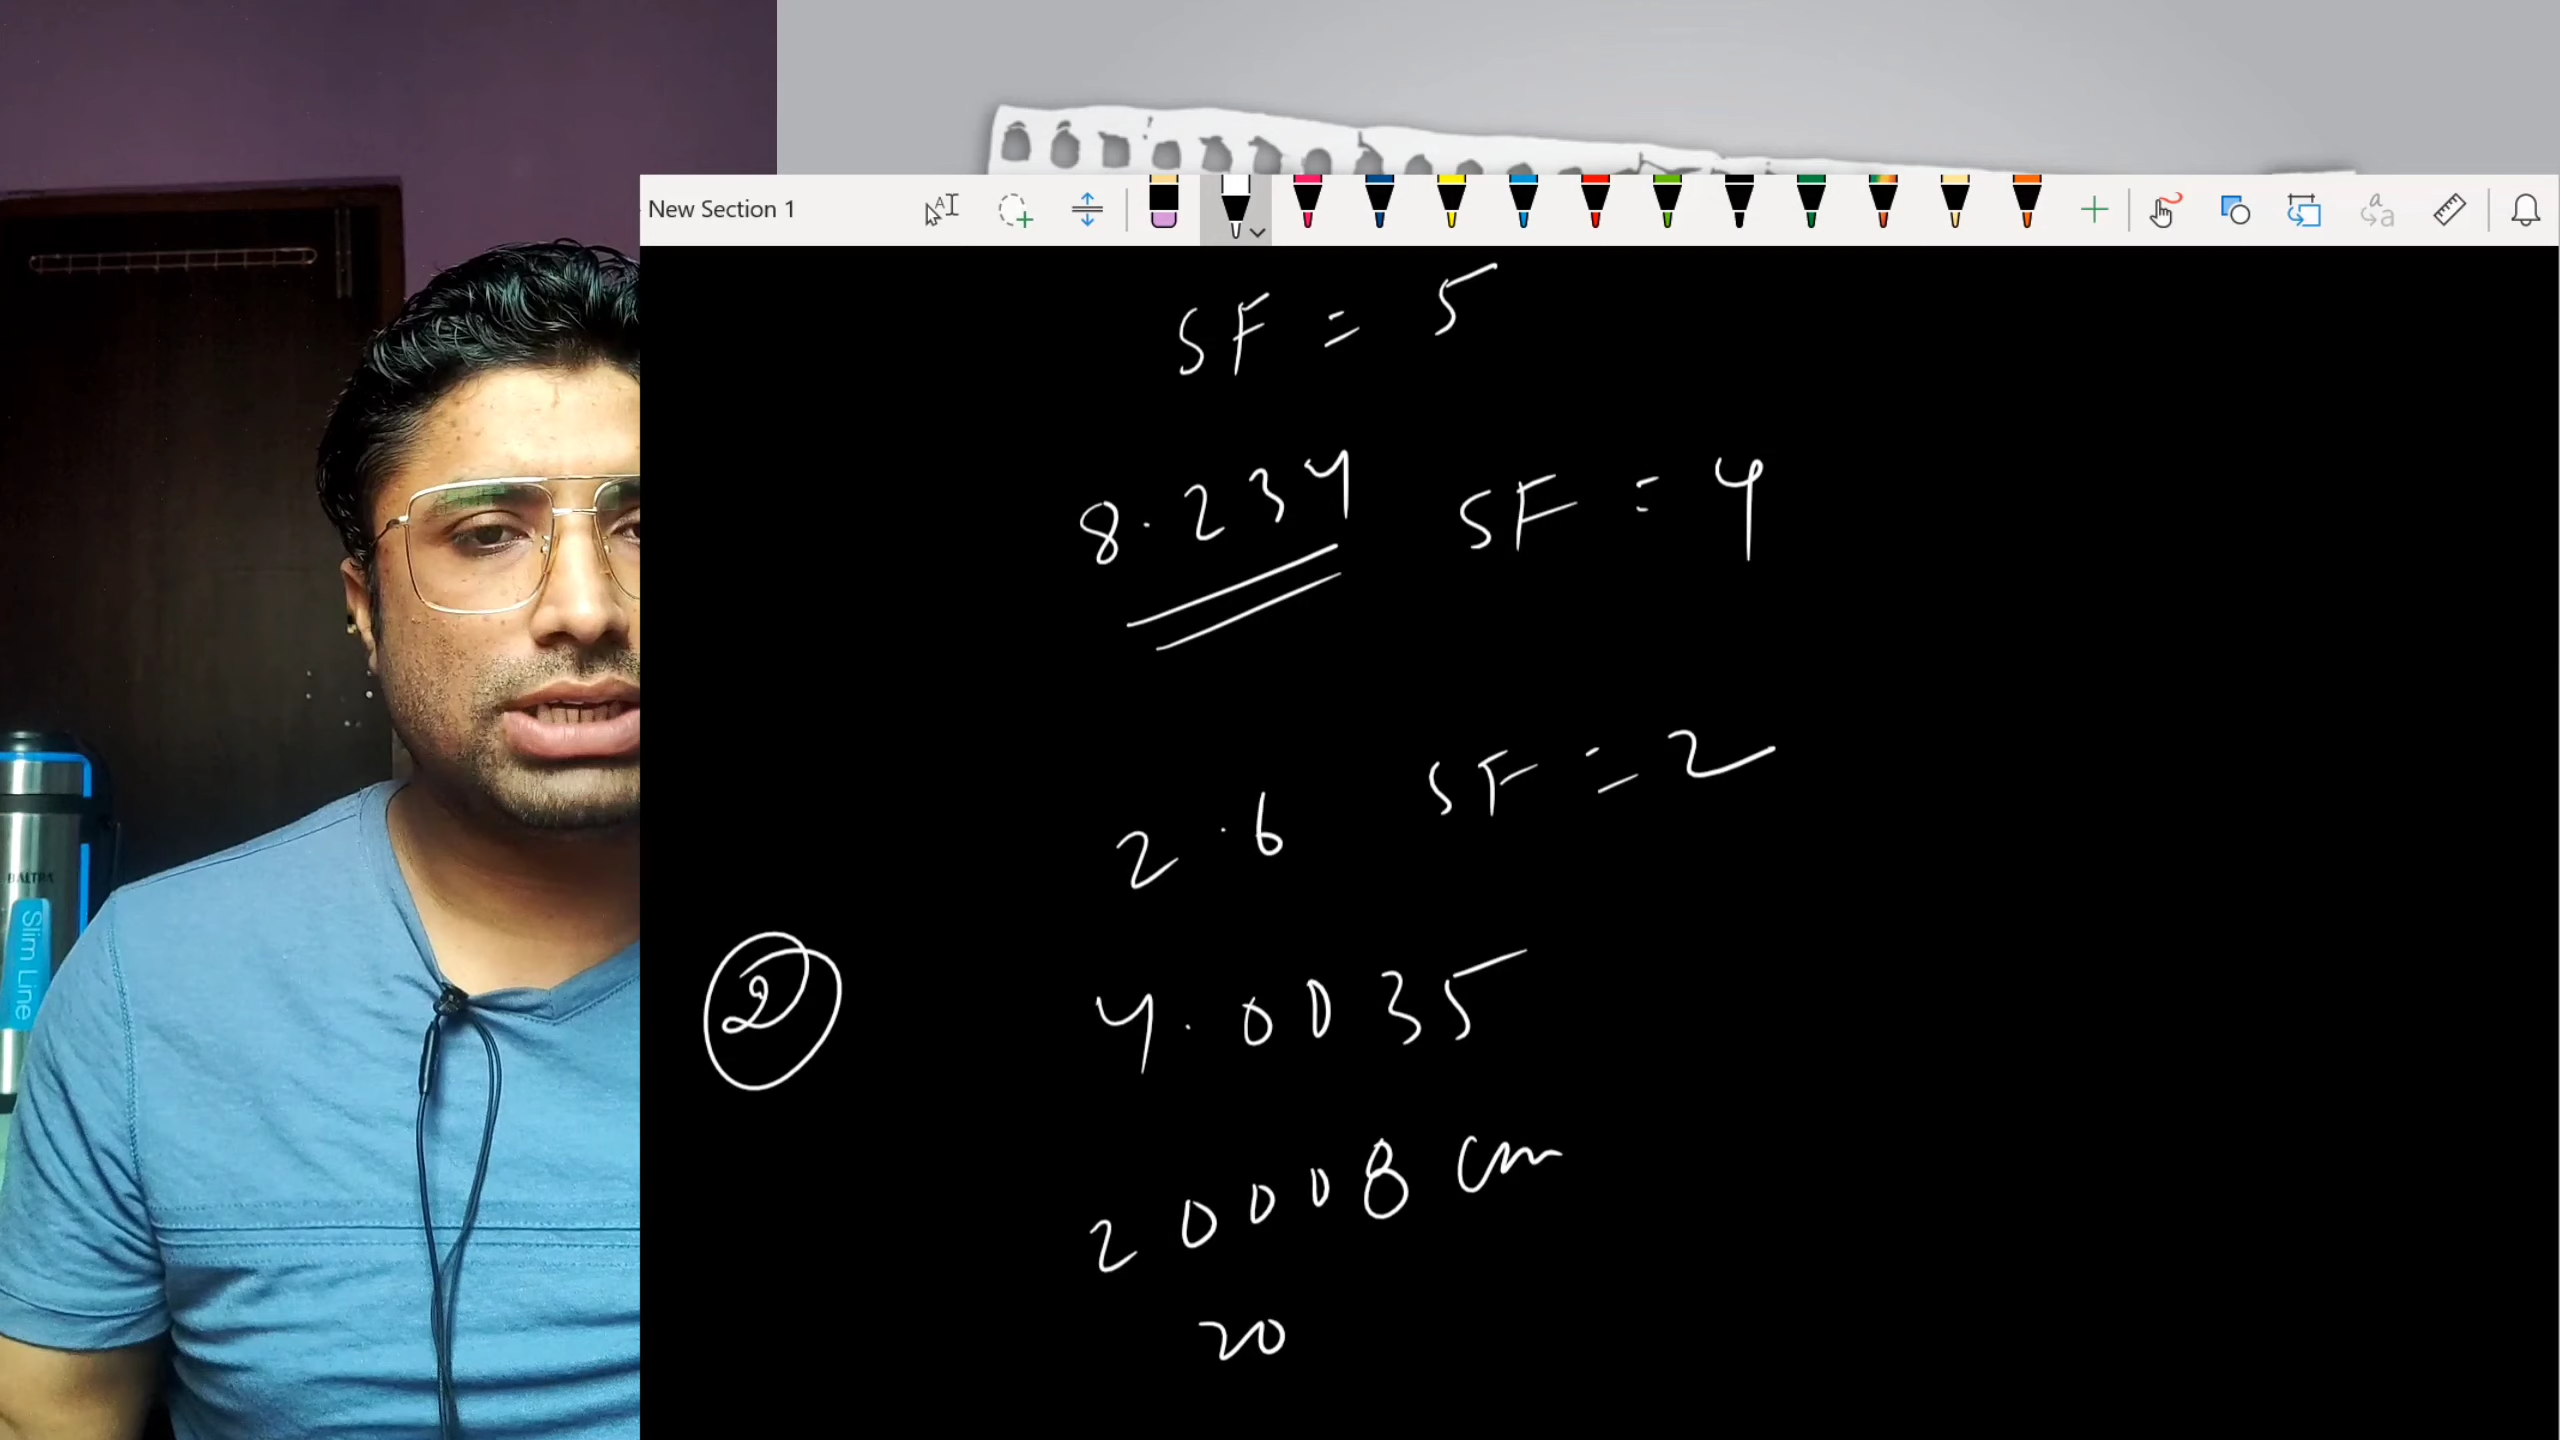 New Section 1
SF = 5
8.234 SF = 4
2.6 SF = 2
② 4.0035
20008 cm
20
BALTRA
Slim Line